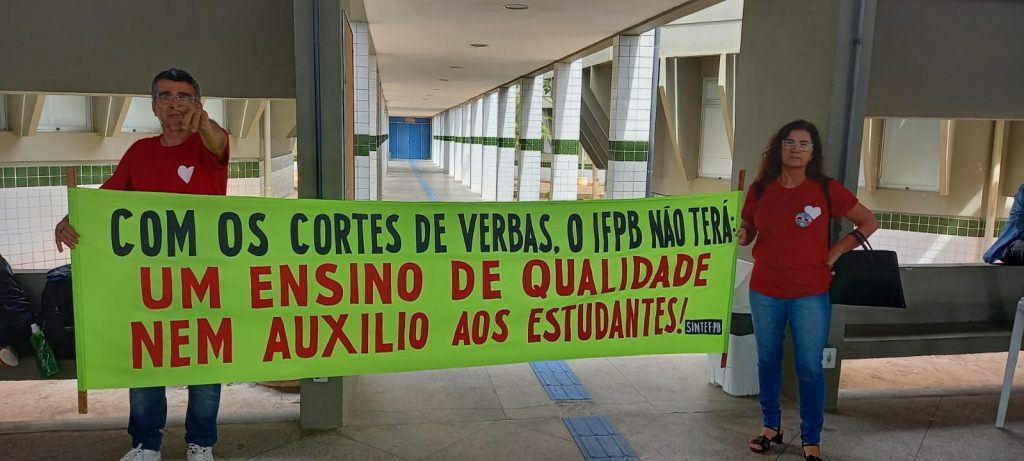 COM OS CORTES DE VERBAS, O IFPB NÃO TERÁ:
UM ENSINO DE QUALIDADE
NEM AUXILIO AOS ESTUDANTES!
SINTEF-PB